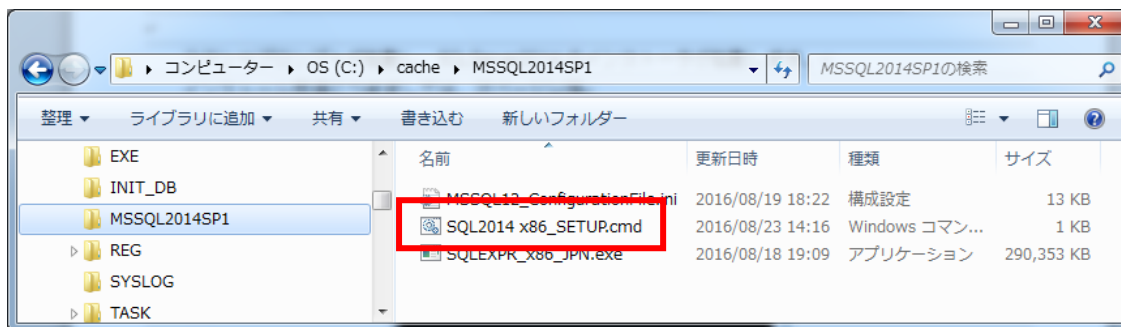 コンピューター ▸ OS (C:) ▸ cache ▸ MSSQL2014SP1
MSSQL2014SP1の検索
整理 ライブラリに追加 共有 書き込む 新しいフォルダー
EXE
INIT_DB
MSSQL2014SP1
REG
SYSLOG
TASK
名前 更新日時 種類 サイズ
MSSQL12_ConfigurationFile.ini 2016/08/19 18:22 構成設定 13 KB
SQL2014 x86_SETUP.cmd 2016/08/23 14:16 Windows コマン... 1 KB
SQLEXPR_x86_JPN.exe 2016/08/18 19:09 アプリケーション 290,353 KB